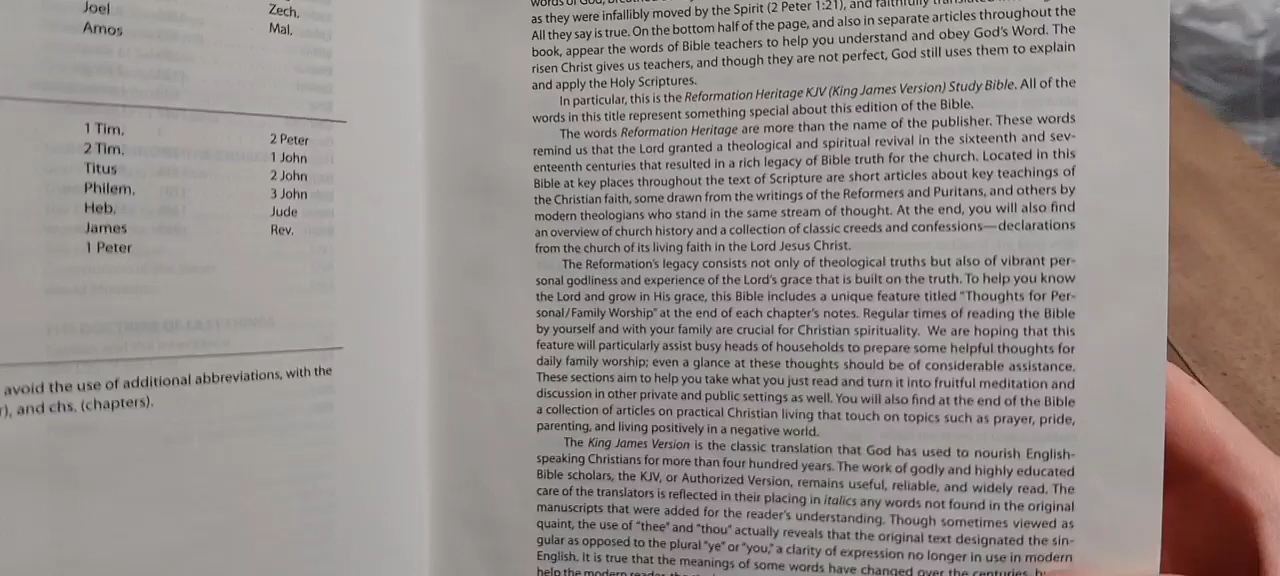 Joel
Amos
Zech,
Mal,
1 Tim,
2 Tim,
Titus
Philem,
Heb,
James
1 Peter
2 Peter
1 John
2 John
3 John
Jude
Rev.
avoid the use of additional abbreviations, with the
and chs, (chapters).
words of God,
as they were infallibly moved by the Spirit (2 Peter 1:21), and faithfully
All they say is true. On the bottom half of the page, and also in separate articles throughout the
book, appear the words of Bible teachers to help you understand and obey God's Word. The
risen Christ gives us teachers, and though they are not perfect, God still uses them to explain
and apply the Holy Scriptures.
In particular, this is the Reformation Heritage KJV (King James Version) Study Bible. All of the
words in this title represent something special about this edition of the Bible.
The words Reformation Heritage are more than the name of the publisher. These words
remind us that the Lord granted a theological and spiritual revival in the sixteenth and sev-
enteenth centuries that resulted in a rich legacy of Bible truth for the church. Located in this
Bible at key places throughout the text of Scripture are short articles about key teachings of
the Christian faith, some drawn from the writings of the Reformers and Puritans, and others by
modern theologians who stand in the same stream of thought. At the end, you will also find
an overview of church history and a collection of classic creeds and confessions—declarations
from the church of its living faith in the Lord Jesus Christ.
The Reformation's legacy consists not only of theological truths but also of vibrant per-
sonal godliness and experience of the Lord's grace that is built on the truth. To help you know
the Lord and grow in His grace, this Bible includes a unique feature titled "Thoughts for Per-
sonal/Family Worship" at the end of each chapter's notes. Regular times of reading the Bible
by yourself and with your family are crucial for Christian spirituality. We are hoping that this
feature will particularly assist busy heads of households to prepare some helpful thoughts for
daily family worship; even a glance at these thoughts should be of considerable assistance.
These sections aim to help you take what you just read and turn it into fruitful meditation and
discussion in other private and public settings as well. You will also find at the end of the Bible
a collection of articles on practical Christian living that touch on topics such as prayer, pride,
parenting, and living positively in a negative world.
The King James Version is the classic translation that God has used to nourish English-
speaking Christians for more than four hundred years. The work of godly and highly educated
Bible scholars, the KJV, or Authorized Version, remains useful, reliable, and widely read. The
care of the translators is reflected in their placing in italics any words not found in the original
manuscripts that were added for the reader's understanding. Though sometimes viewed as
quaint, the use of "thee" and "thou" actually reveals that the original text designated the sin-
gular as opposed to the plural "ye" or "you," a clarity of expression no longer in use in modern
English. It is true that the meanings of some words have changed over the centuries,
help the modern reader